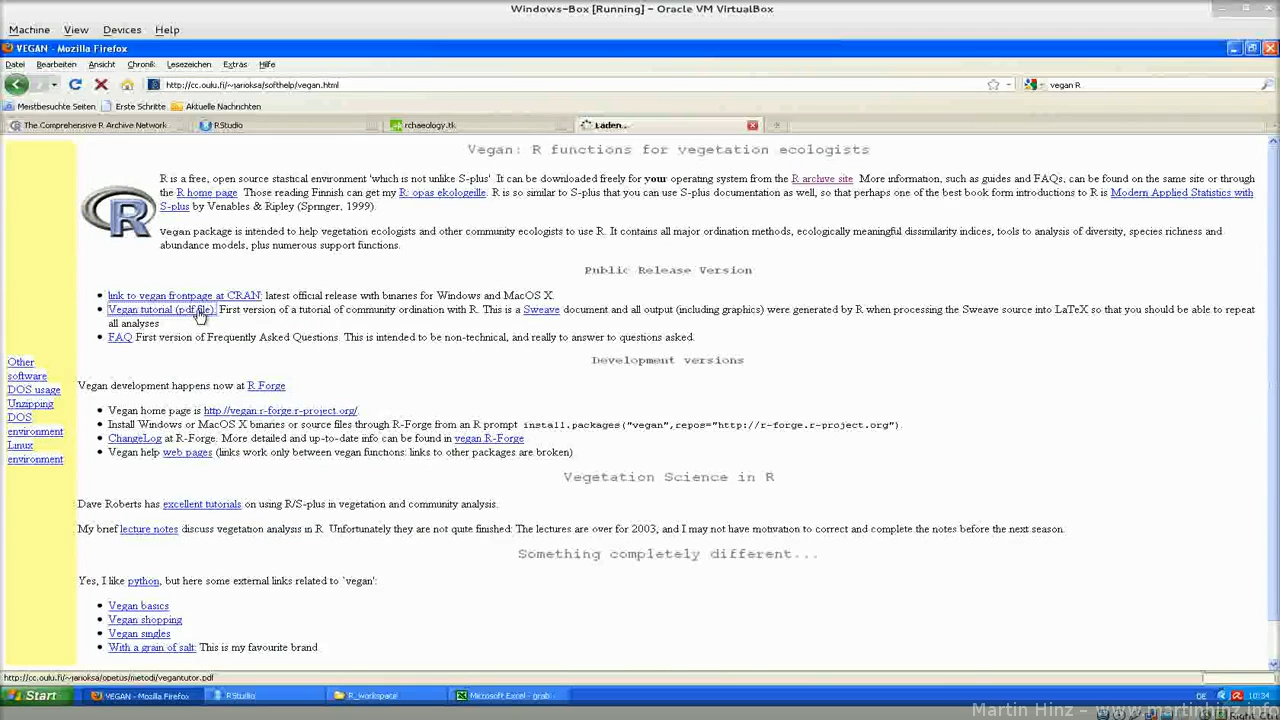 Windows-Box [Running] - Oracle VM VirtualBox
Machine View Devices Help
VEGAN - Mozilla Firefox
Datei Bearbeiten Ansicht Chronik Lesezeichen Extras Hilfe
http://cc.oulu.fi/~jarioksa/softhelp/vegan.html vegan R
Meistbesuchte Seiten Erste Schritte Aktuelle Nachrichten
The Comprehensive R Archive Network RStudio rchaeology.tk Laden...
Vegan: R functions for vegetation ecologists
R is a free, open source stastical environment 'which is not unlike S-plus' It can be downloaded freely for your operating system from the R archive site More information, such as guides and FAQs, can be found on the same site or through
the R home page. Those reading Finnish can get my R: opas ekologeille. R is so similar to S-plus that you can use S-plus documentation as well, so that perhaps one of the best book form introductions to R is Modern Applied Statistics with
S-plus by Venables & Ripley (Springer, 1999).
Vegan package is intended to help vegetation ecologists and other community ecologists to use R. It contains all major ordination methods, ecologically meaningful dissimilarity indices, tools to analysis of diversity, species richness and
abundance models, plus numerous support functions.
Public Release Version
link to vegan frontpage at CRAN: latest official release with binaries for Windows and MacOS X.
Vegan tutorial (pdf file). First version of a tutorial of community ordination with R. This is a Sweave document and all output (including graphics) were generated by R when processing the Sweave source into LaTeX so that you should be able to repeat
all analyses
FAQ First version of Frequently Asked Questions. This is intended to be non-technical, and really to answer to questions asked.
Development versions
Other
software
DOS usage
Unzipping
DOS
environment
Linux
environment
Vegan development happens now at R Forge
Vegan home page is http://vegan.r-forge.r-project.org/
Install Windows or MacOS X binaries or source files through R-Forge from an R prompt install.packages("vegan",repos="http://r-forge.r-project.org")
ChangeLog at R-Forge. More detailed and up-to-date info can be found in vegan R-Forge
Vegan help web pages (links work only between vegan functions: links to other packages are broken)
Vegetation Science in R
Dave Roberts has excellent tutorials on using R/S-plus in vegetation and community analysis.
My brief lecture notes discuss vegetation analysis in R. Unfortunately they are not quite finished: The lectures are over for 2003, and I may not have motivation to correct and complete the notes before the next season.
Something completely different...
Yes, I like python, but here some external links related to `vegan':
Vegan basics
Vegan shopping
Vegan singles
With a grain of salt: This is my favourite brand
http://cc.oulu.fi/~jarioksa/opetus/metodi/vegantutor.pdf
Start VEGAN - Mozilla Firefox RStudio R_workspace Microsoft Excel - grab DE 10:34
Martin Hinz - www.martinhinz.info